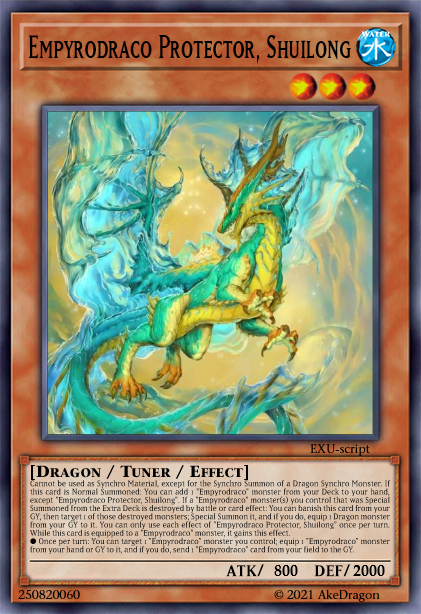 Empyrodraco Protector, Shuilong
WATER
水
EXU-script
[Dragon / Tuner / Effect]
Cannot be used as Synchro Material, except for the Synchro Summon of a Dragon Synchro Monster. If
this card is Normal Summoned: You can add 1 "Empyrodraco" monster from your Deck to your hand,
except "Empyrodraco Protector, Shuilong". If a "Empyrodraco" monster(s) you control that was Special
Summoned from the Extra Deck is destroyed by battle or card effect: You can banish this card from your
GY, then target 1 of those destroyed monsters; Special Summon it, and if you do, equip 1 Dragon monster
from your GY to it. You can only use each effect of "Empyrodraco Protector, Shuilong" once per turn.
While this card is equipped to a "Empyrodraco" monster, it gains this effect.
● Once per turn: You can target 1 "Empyrodraco" monster you control; equip 1 "Empyrodraco" monster
from your hand or GY to it, and if you do, send 1 "Empyrodraco" card from your field to the GY.
ATK/ 800 DEF/2000
250820060 © 2021 AkeDragon